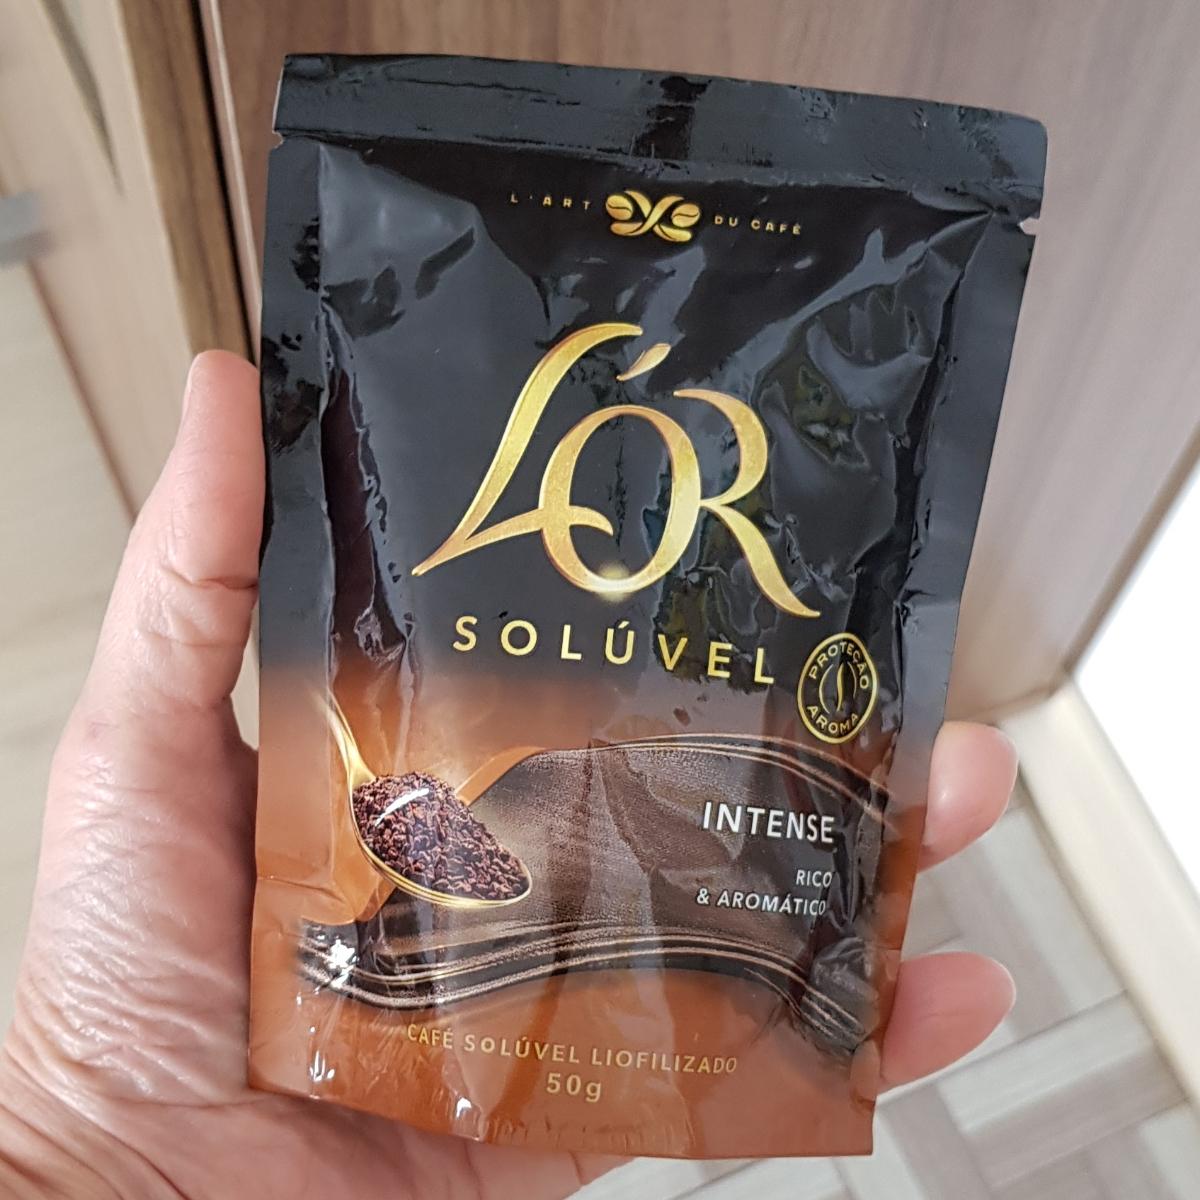 L'ART DU CAFÉ
L'OR
SOLÚVEL
PROTEÇÃO
AROMA
INTENSE
RICO
& AROMÁTICO
CAFÉ SOLÚVEL LIOFILIZADO
50g